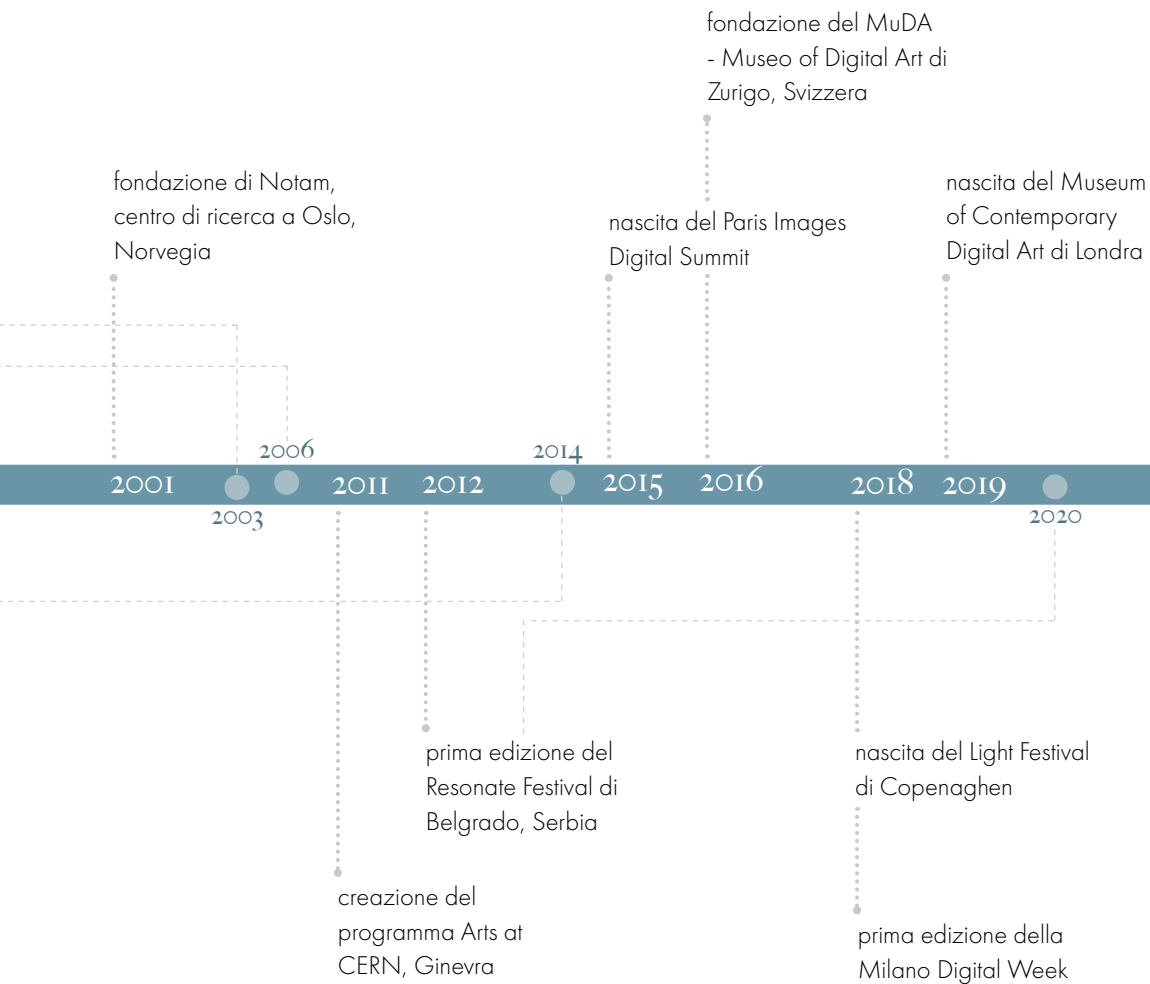 fondazione del MuDA
- Museo of Digital Art di
Zurigo, Svizzera
fondazione di Notam,
centro di ricerca a Oslo,
Norvegia
nascita del Paris Images
Digital Summit
nascita del Museum
of Contemporary
Digital Art di Londra
2006
2014
2001
2011
2012
2015
2016
2018
2019
2003
2020
prima edizione del
Resonate Festival di
Belgrado, Serbia
nascita del Light Festival
di Copenaghen
creazione del
programma Arts at
CERN, Ginevra
prima edizione della
Milano Digital Week